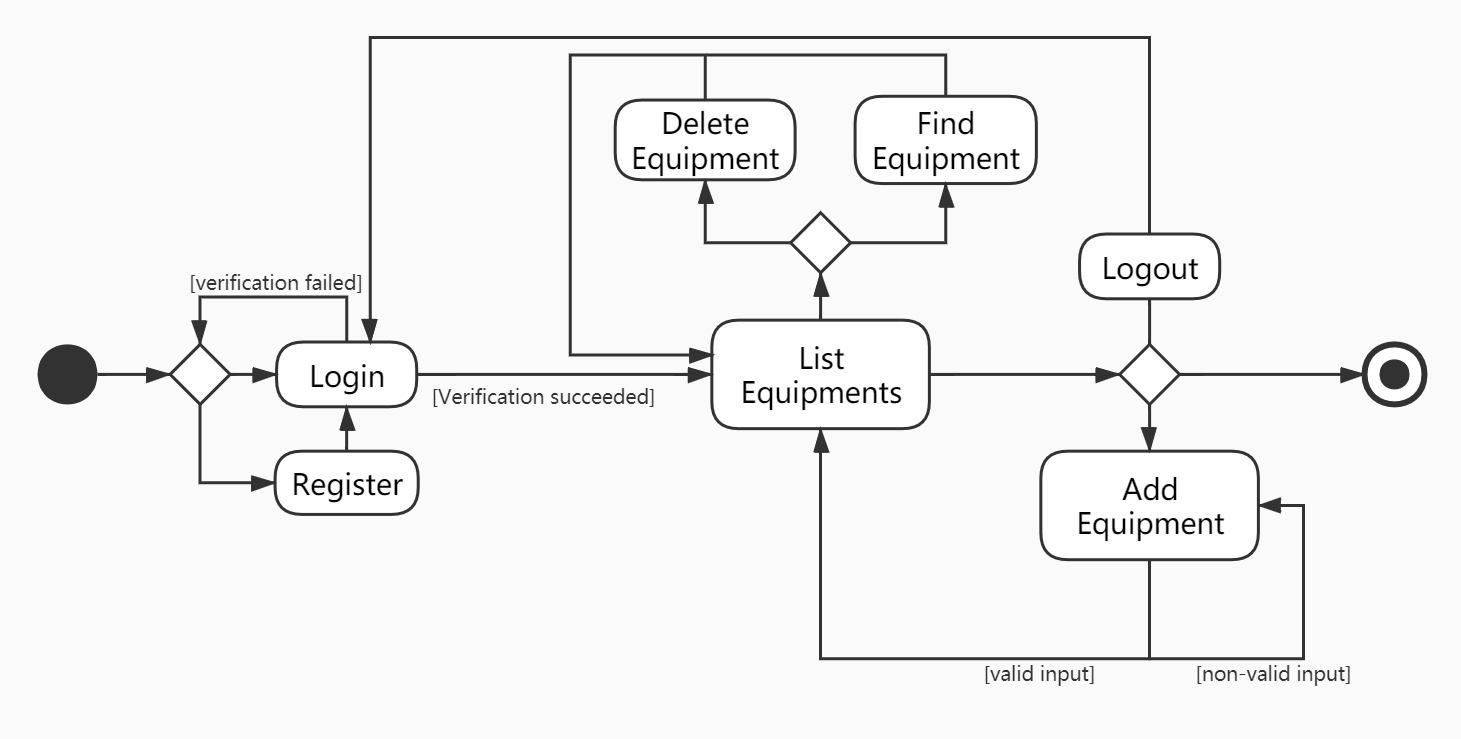 Delete
Equipment
Find
Equipment
Logout
[verification failed]
Login
[Verification succeeded]
List
Equipments
Register
Add
Equipment
[valid input]
[non-valid input]